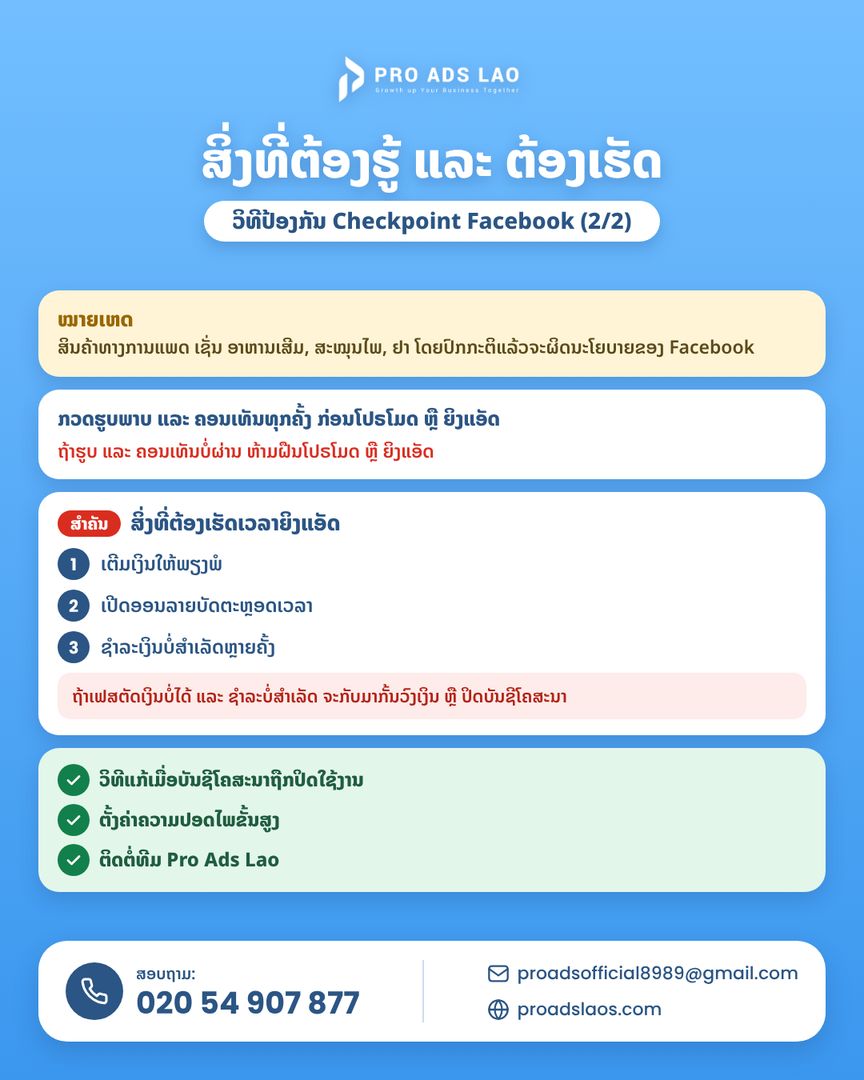 PRO ADS LAO
Growth up Your Business Together
ສິ່ງທີ່ຕ້ອງຮູ້ ແລະ ຕ້ອງເຮັດ
ວິທີປ້ອງກັນ Checkpoint Facebook (2/2)
ໝາຍເຫດ
ສິນຄ້າທາງການແພດ ເຊັ່ນ ອາຫານເສີມ, ສະໝຸນໄພ, ຢາ ໂດຍປົກກະຕິແລ້ວຈະຜິດນະໂຍບາຍຂອງ Facebook
ກວດຮູບພາບ ແລະ ຄອນເທັນທຸກຄັ້ງ ກ່ອນໂປຣໂມດ ຫຼື ຍິງແອັດ
ຖ້າຮູບ ແລະ ຄອນເທັນບໍ່ຜ່ານ ຫ້າມຝືນໂປຣໂມດ ຫຼື ຍິງແອັດ
ສຳຄັນ ສິ່ງທີ່ຕ້ອງເຮັດເວລາຍິງແອັດ
1 ເຕີມເງິນໃຫ້ພຽງພໍ
2 ເປີດອອນລາຍບັດຕະຫຼອດເວລາ
3 ຊຳລະເງິນບໍ່ສຳເລັດຫຼາຍຄັ້ງ
ຖ້າເຟສຕັດເງິນບໍ່ໄດ້ ແລະ ຊຳລະບໍ່ສຳເລັດ ຈະກັບມາກັ້ນວົງເງິນ ຫຼື ປິດບັນຊີໂຄສະນາ
ວິທີແກ້ເມື່ອບັນຊີໂຄສະນາຖືກປິດໃຊ້ງານ
ຕັ້ງຄ່າຄວາມປອດໄພຂັ້ນສູງ
ຕິດຕໍ່ທີມ Pro Ads Lao
ສອບຖາມ:
020 54 907 877
proadsofficial8989@gmail.com
proadslaos.com